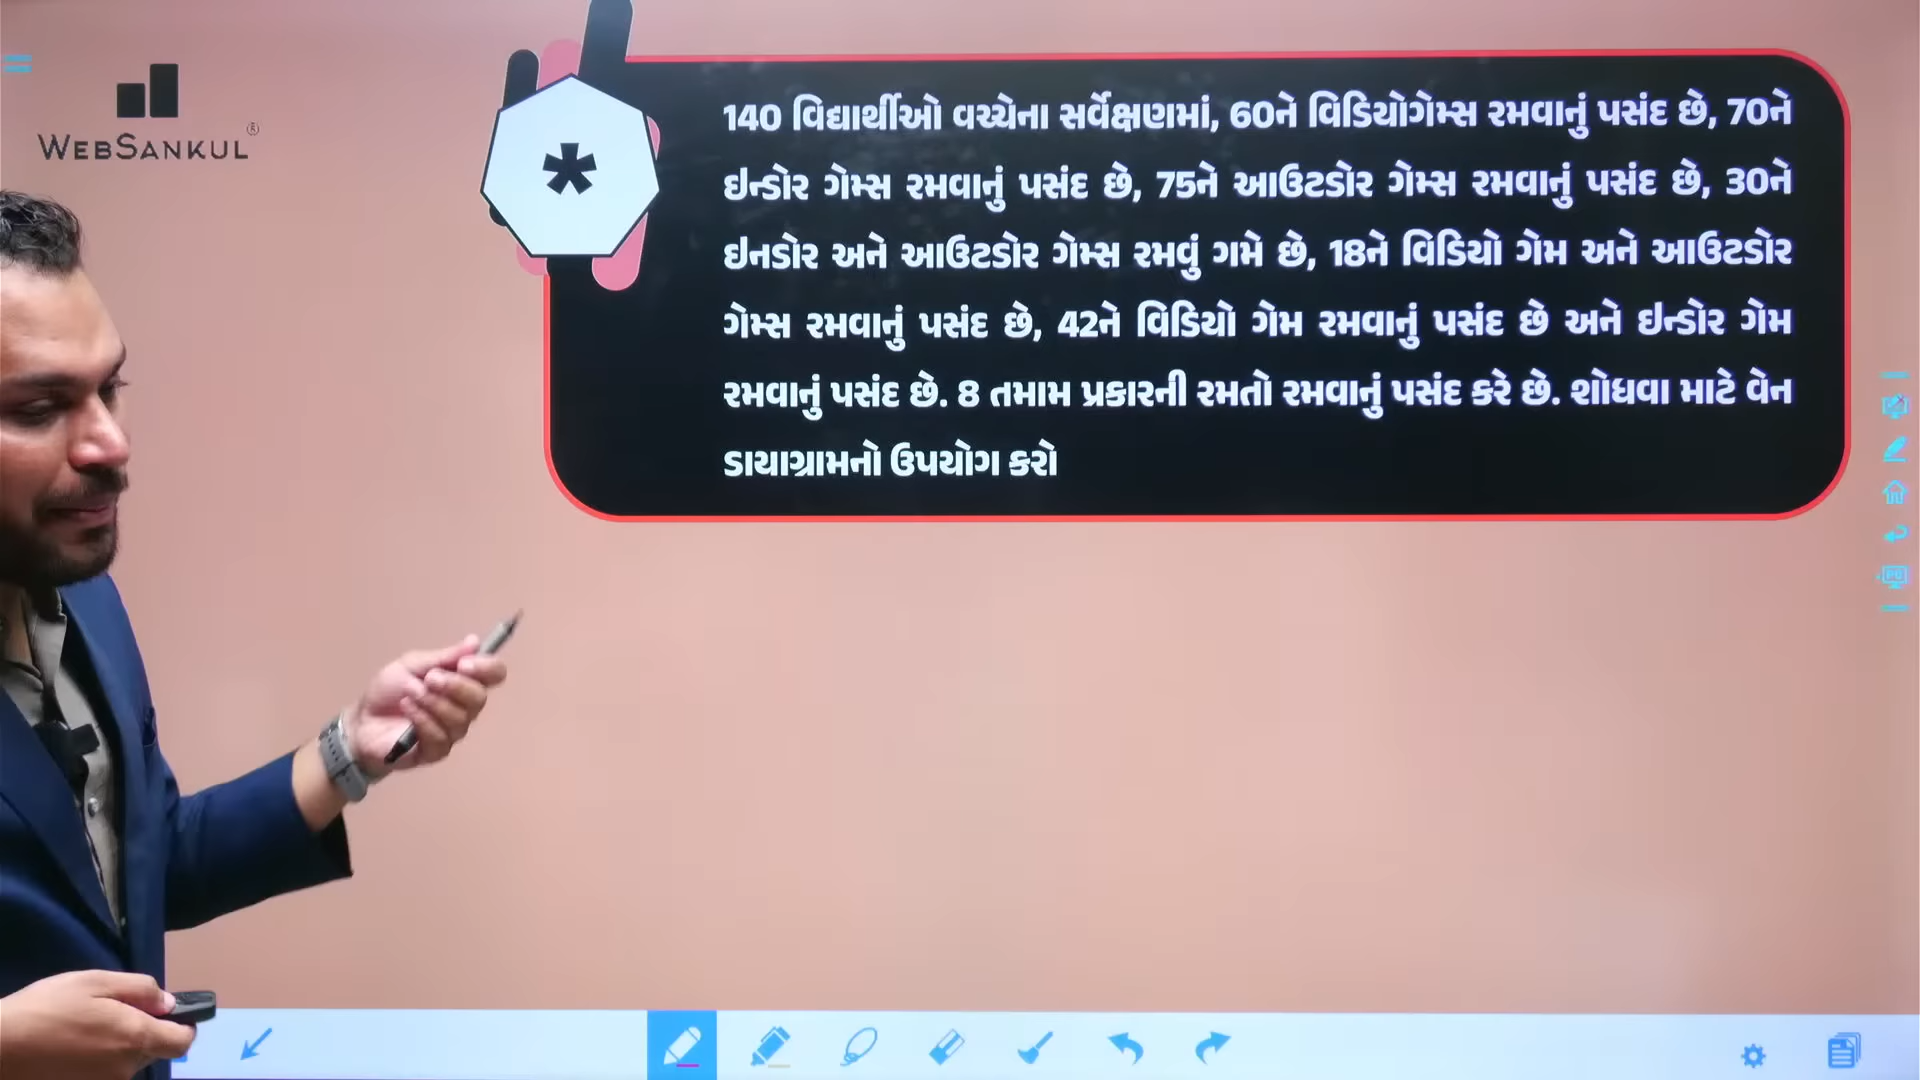 WEBSANKUL®
*
140 વિદ્યાર્થીઓ વચ્ચેના સર્વેક્ષણમાં, 60ને વિડિયોગેમ્સ રમવાનું પસંદ છે, 70ને
ઇન્ડોર ગેમ્સ રમવાનું પસંદ છે, 75ને આઉટડોર ગેમ્સ રમવાનું પસંદ છે, 30ને
ઇનડોર અને આઉટડોર ગેમ્સ રમવું ગમે છે, 18ને વિડિયો ગેમ અને આઉટડોર
ગેમ્સ રમવાનું પસંદ છે, 42ને વિડિયો ગેમ રમવાનું પસંદ છે અને ઇન્ડોર ગેમ
રમવાનું પસંદ છે. 8 તમામ પ્રકારની રમતો રમવાનું પસંદ કરે છે. શોધવા માટે વેન
ડાયાગ્રામનો ઉપયોગ કરો